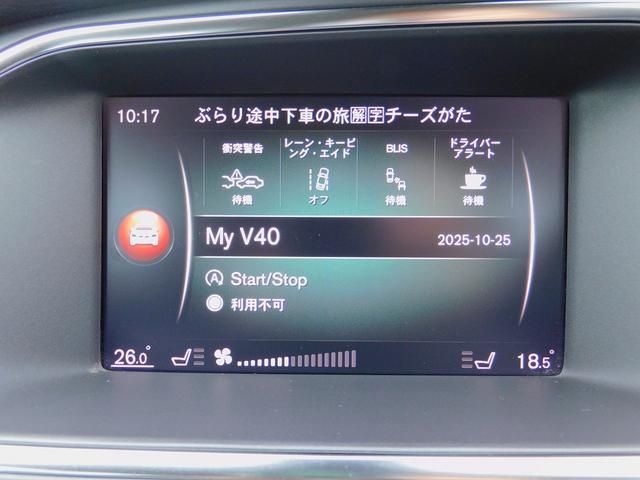 10:17 ぶらり途中下車の旅🈑🈑チーズがた
衝突警告
レーン・キーピ
ング・エイド
BLIS
ドライバー
アラート
待機
オフ
待機
待機
My V40 2025-10-25
Start/Stop
利用不可
26.0° 18.5°